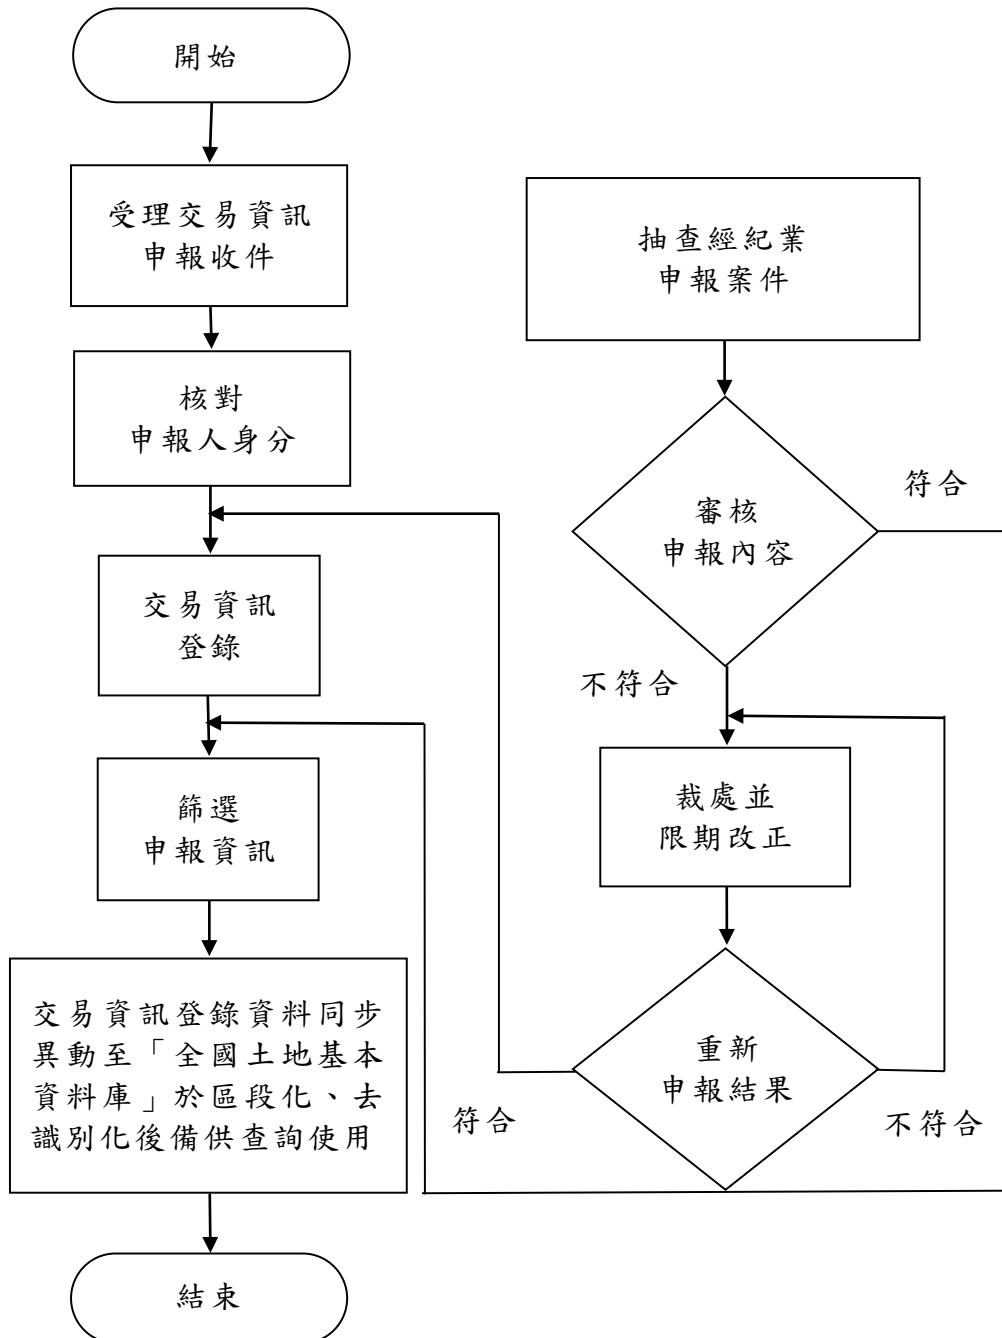 開始
受理交易資訊
申報收件
核對
申報人身分
交易資訊
登錄
篩選
申報資訊
交易資訊登錄資料同步
異動至「全國土地基本
資料庫」於區段化、去
識別化後備供查詢使用
結束
抽查經紀業
申報案件
審核
申報內容
符合
不符合
裁處並
限期改正
重新
申報結果
符合
不符合